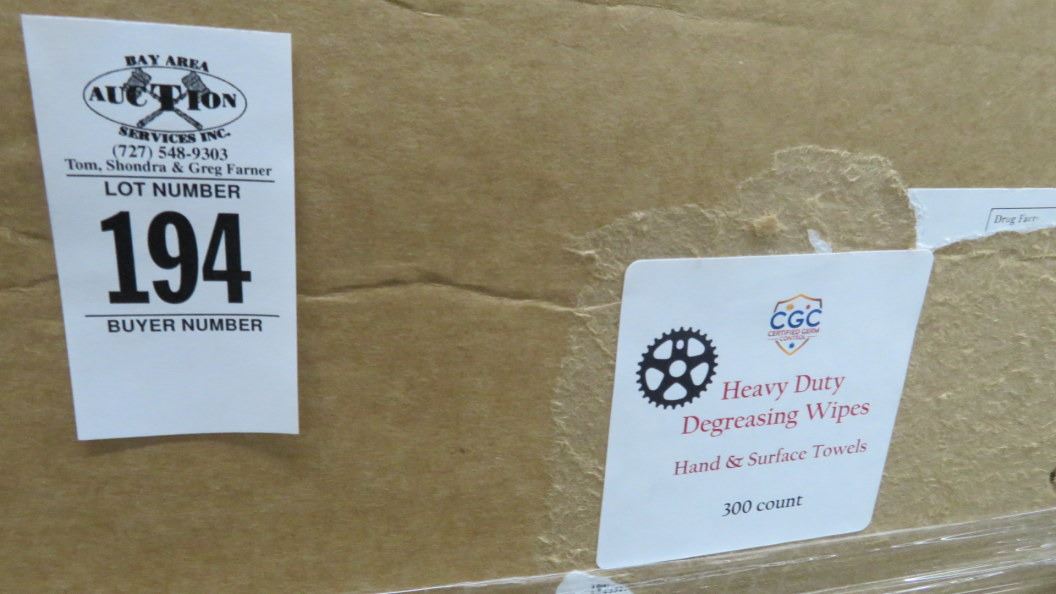 BAY AREA
AUCTION
SERVICES INC.
(727) 548-9303
Tom, Shondra & Greg Farner
LOT NUMBER
194
BUYER NUMBER
Drug
CGC
CERTIFIED GERM
CONTROL
Heavy Duty
Degreasing Wipes
Hand & Surface Towels
300 count